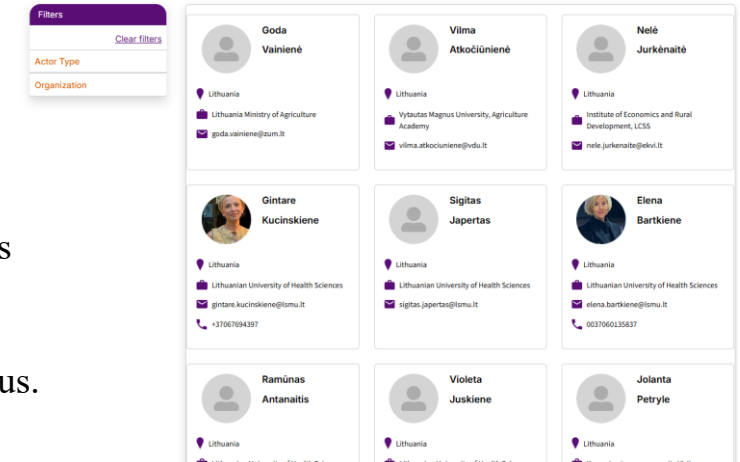 Filters
Clear filters
Actor Type
Organization
s
us.
Goda
Vainienė
Lithuania
Lithuania Ministry of Agriculture
goda.vainiene@zum.lt
Vilma
Atkočiūnienė
Lithuania
Vytautas Magnus University, Agriculture
Academy
vilma.atkociuniene@vdu.lt
Nelė
Jurkėnaitė
Lithuania
Institute of Economics and Rural
Development, LCSS
nele.jurkenaite@ekvi.lt
Gintare
Kucinskiene
Lithuania
Lithuanian University of Health Sciences
gintare.kucinskiene@lsmu.lt
+37067694397
Sigitas
Japertas
Lithuania
Lithuanian University of Health Sciences
sigitas.japertas@lsmu.lt
Elena
Bartkiene
Lithuania
Lithuanian University of Health Sciences
elena.bartkiene@lsmu.lt
0037060135837
Ramūnas
Antanaitis
Lithuania
Violeta
Juskiene
Lithuania
Jolanta
Petryle
Lithuania